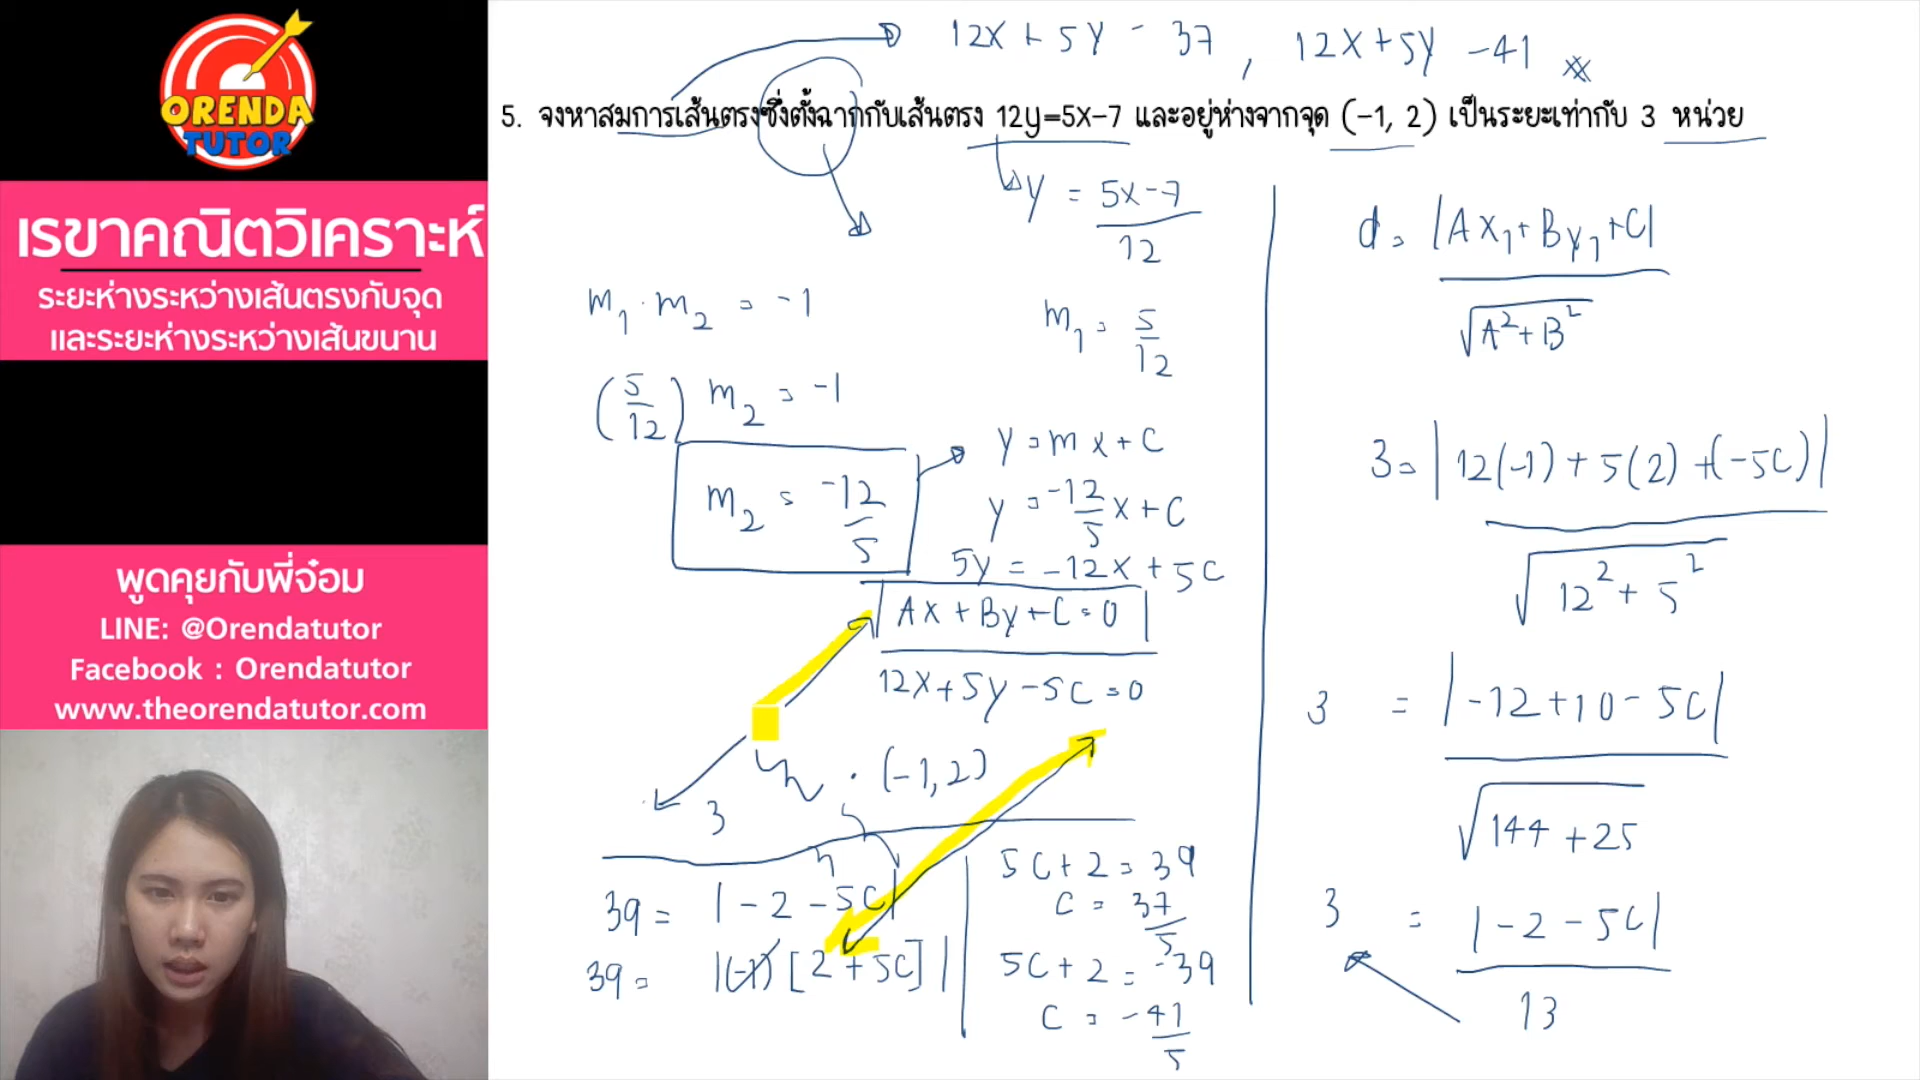 ORENDA
TUTOR
เรขาคณิตวิเคราะห์
ระยะห่างระหว่างเส้นตรงกับจุด
และระยะห่างระหว่างเส้นขนาน
พูดคุยกับพี่จ๋อม
LINE: @Orendatutor
Facebook : Orendatutor
www.theorendatutor.com
12x + 5y - 37 , 12x + 5y - 41
5. จงหาสมการเส้นตรงซึ่งตั้งฉากกับเส้นตรง 12y=5x-7 และอยู่ห่างจากจุด (-1, 2) เป็นระยะเท่ากับ 3 หน่วย
y = 5x-7 / 12
m₁ · m₂ = -1
m₁ = 5/12
(5/12) m₂ = -1
m₂ = -12/5
y = mx + c
y = -12/5 x + c
5y = -12x + 5c
Ax + By + C = 0
12x + 5y - 5c = 0
(-1, 2)
3
39 = |-2 - 5c|
39 = |(-1) [2 + 5c]|
5c + 2 = 39
c = 37/5
5c + 2 = -39
c = -41/5
d = |Ax₁ + By₁ + C| / √A² + B²
3 = |12(-1) + 5(2) + (-5c)| / √12² + 5²
3 = |-12 + 10 - 5c| / √144 + 25
3 = |-2 - 5c| / 13